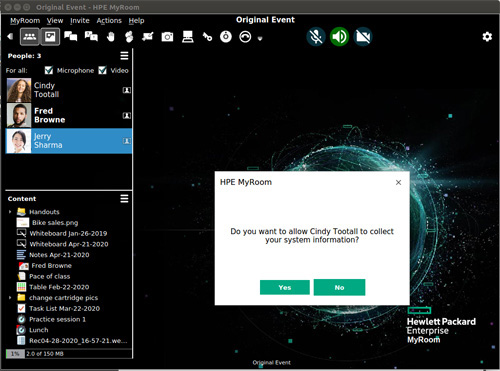 Original Event - HPE MyRoom
MyRoom View Invite Actions Help
Original Event
People: 3
For all: Microphone Video
Cindy
Tootall
Fred
Browne
Jerry
Sharma
Content
Handouts
Bike sales.png
Whiteboard Jan-26-2019
Whiteboard Apr-21-2020
Notes Apr-21-2020
Fred Browne
Pace of class
Table Feb-22-2020
change cartridge pics
Task List Mar-22-2020
Practice session 1
Lunch
Rec04-28-2020_16-57-21.we...
1% 2.0 of 150 MB
HPE MyRoom
Do you want to allow Cindy Tootall to collect
your system information?
Yes No
Hewlett Packard
Enterprise
MyRoom
Original Event